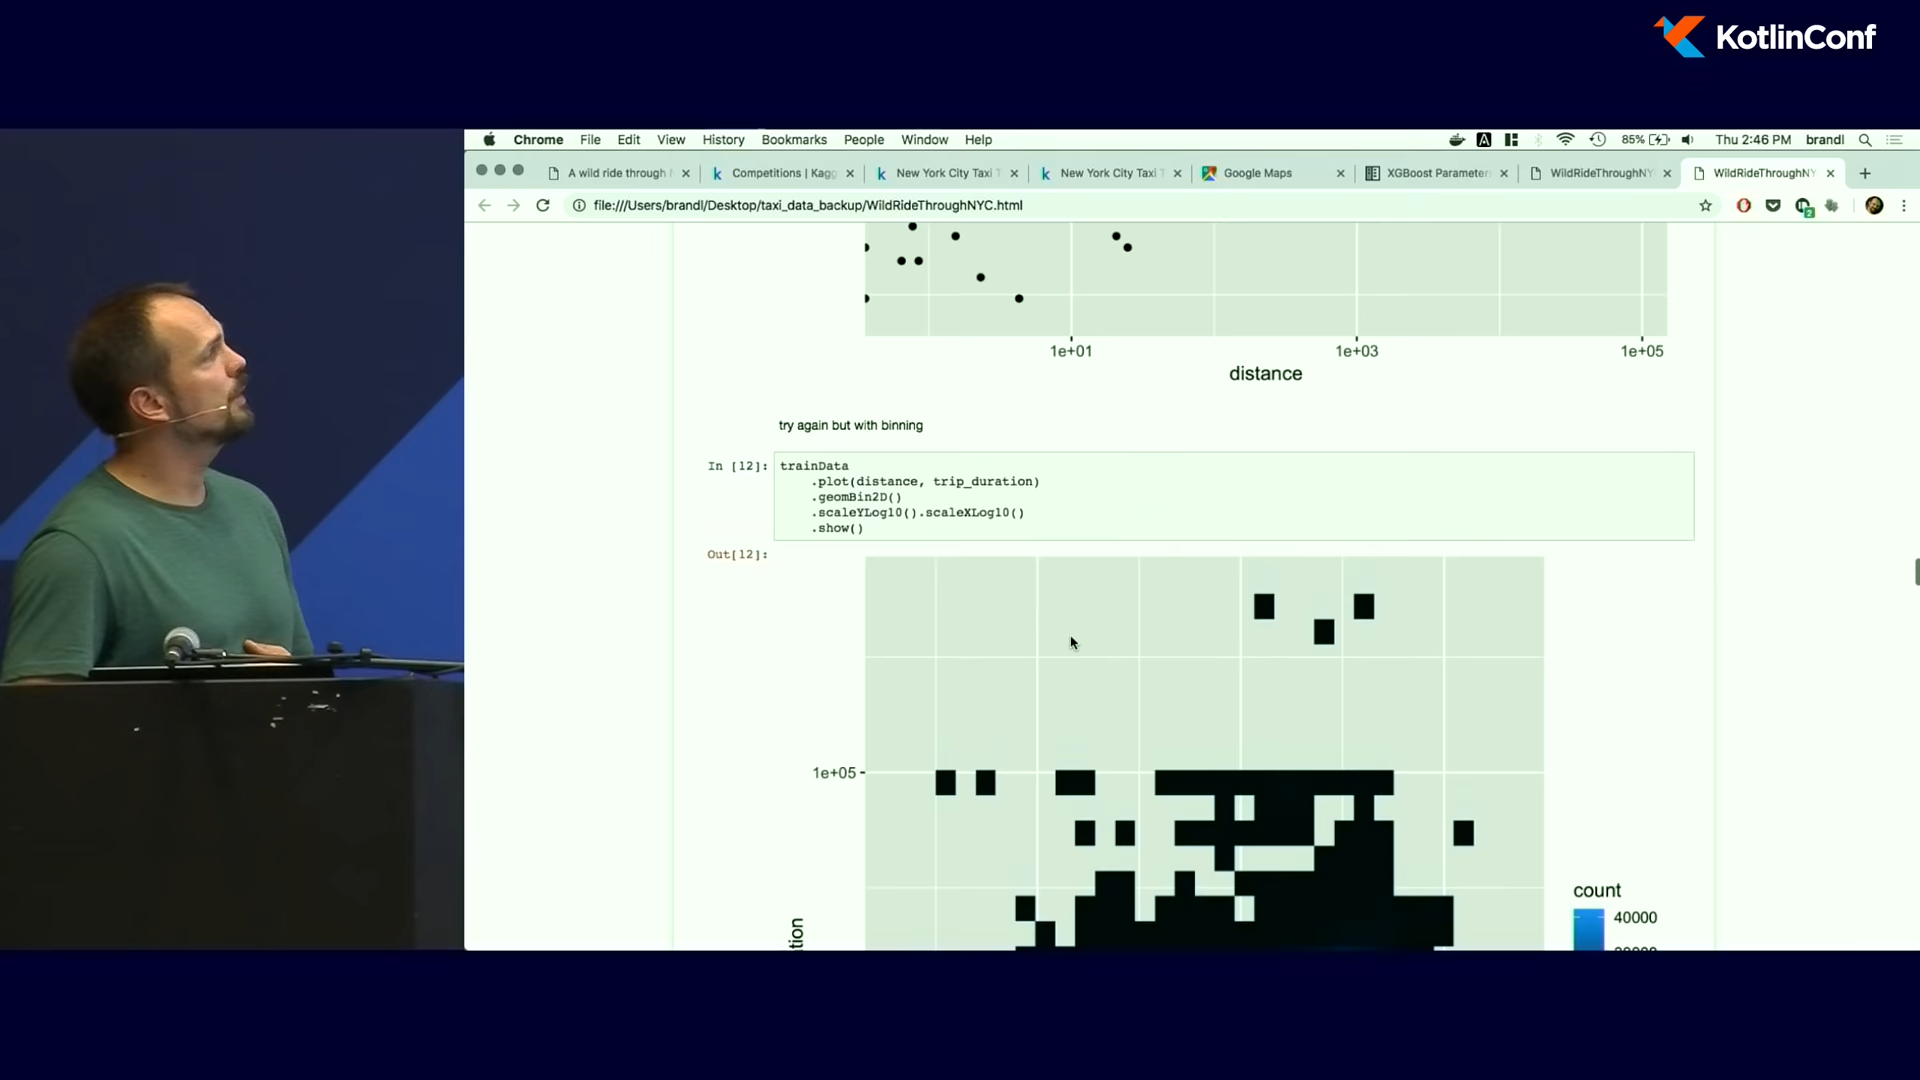 KotlinConf
Chrome File Edit View History Bookmarks People Window Help
85% Thu 2:46 PM brandl
A wild ride through
Competitions | Kagg
New York City Taxi T
New York City Taxi T
Google Maps
XGBoost Parameter
WildRideThroughNY
WildRideThroughNY
file:///Users/brandl/Desktop/taxi_data_backup/WildRideThroughNYC.html
2
1e+01 1e+03 1e+05
distance
try again but with binning
In [12]: trainData
.plot(distance, trip_duration)
.geomBin2D()
.scaleYLog10().scaleXLog10()
.show()
Out[12]:
1e+05
count
40000
tion